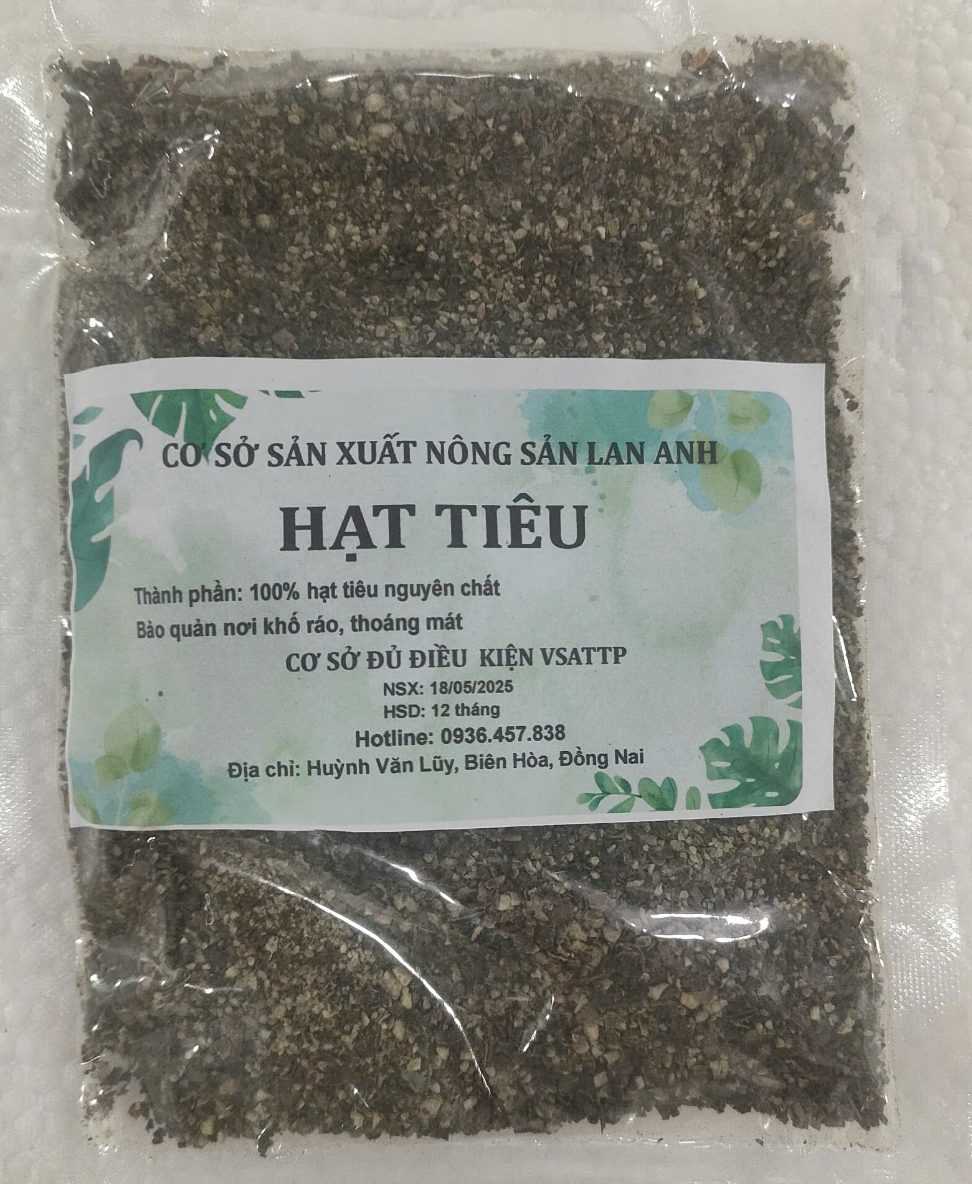 CƠ SỞ SẢN XUẤT NÔNG SẢN LAN ANH
HẠT TIÊU
Thành phần: 100% hạt tiêu nguyên chất
Bảo quản nơi khố ráo, thoáng mát
CƠ SỞ ĐỦ ĐIỀU KIỆN VSATTP
NSX: 18/05/2025
HSD: 12 tháng
Hotline: 0936.457.838
Địa chỉ: Huỳnh Văn Lũy, Biên Hòa, Đồng Nai